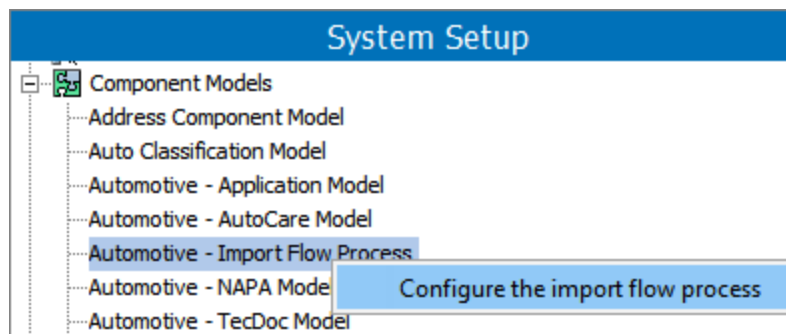 System Setup
Component Models
Address Component Model
Auto Classification Model
Automotive - Application Model
Automotive - AutoCare Model
Automotive - Import Flow Process
Configure the import flow process
Automotive - NAPA Model
Automotive - TecDoc Model